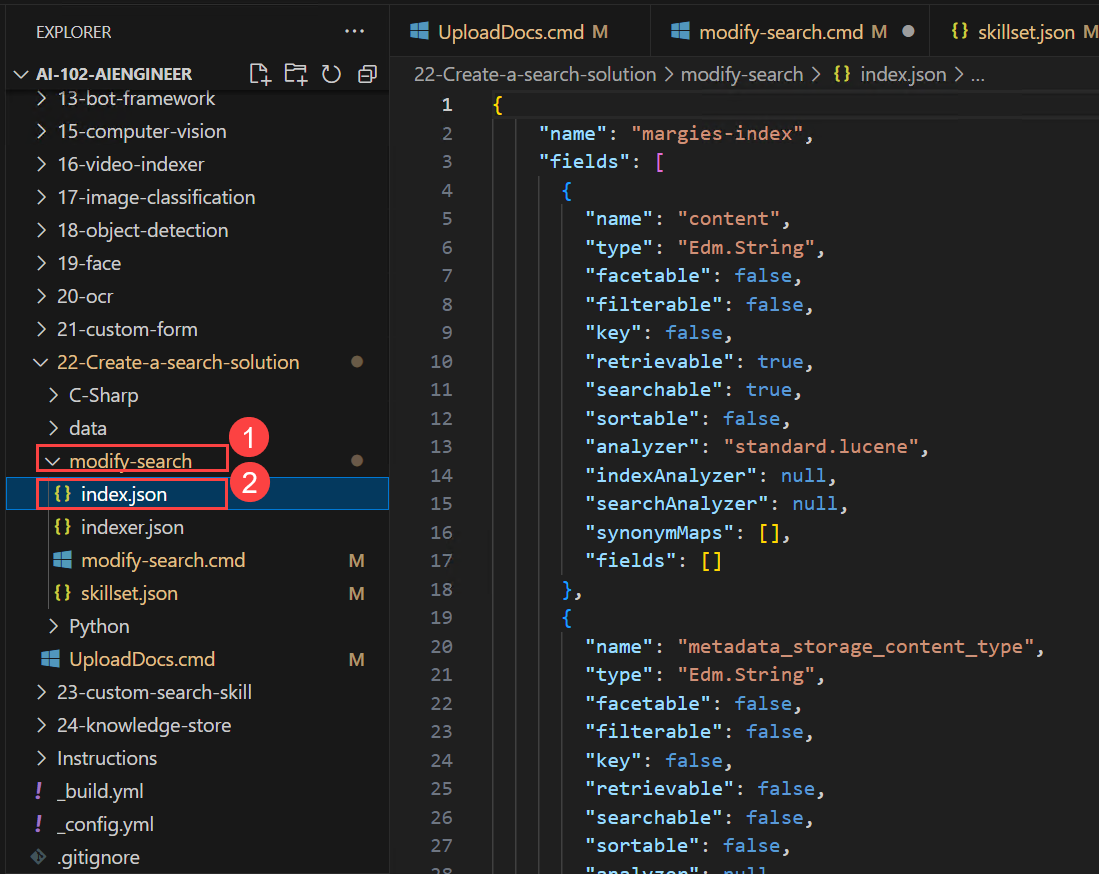 EXPLORER
...
AI-102-AIENGINEER
13-bot-framework
15-computer-vision
16-video-indexer
17-image-classification
18-object-detection
19-face
20-ocr
21-custom-form
22-Create-a-search-solution
C-Sharp
data
modify-search
1
{} index.json
2
{} indexer.json
modify-search.cmd M
{} skillset.json M
Python
UploadDocs.cmd M
23-custom-search-skill
24-knowledge-store
Instructions
! _build.yml
! _config.yml
.gitignore
UploadDocs.cmd M
modify-search.cmd M
{} skillset.json M
22-Create-a-search-solution > modify-search > {} index.json > ...
1 {
2 "name": "margies-index",
3 "fields": [
4 {
5 "name": "content",
6 "type": "Edm.String",
7 "facetable": false,
8 "filterable": false,
9 "key": false,
10 "retrievable": true,
11 "searchable": true,
12 "sortable": false,
13 "analyzer": "standard.lucene",
14 "indexAnalyzer": null,
15 "searchAnalyzer": null,
16 "synonymMaps": [],
17 "fields": []
18 },
19 {
20 "name": "metadata_storage_content_type",
21 "type": "Edm.String",
22 "facetable": false,
23 "filterable": false,
24 "key": false,
25 "retrievable": false,
26 "searchable": false,
27 "sortable": false,
28 "analyzer": null